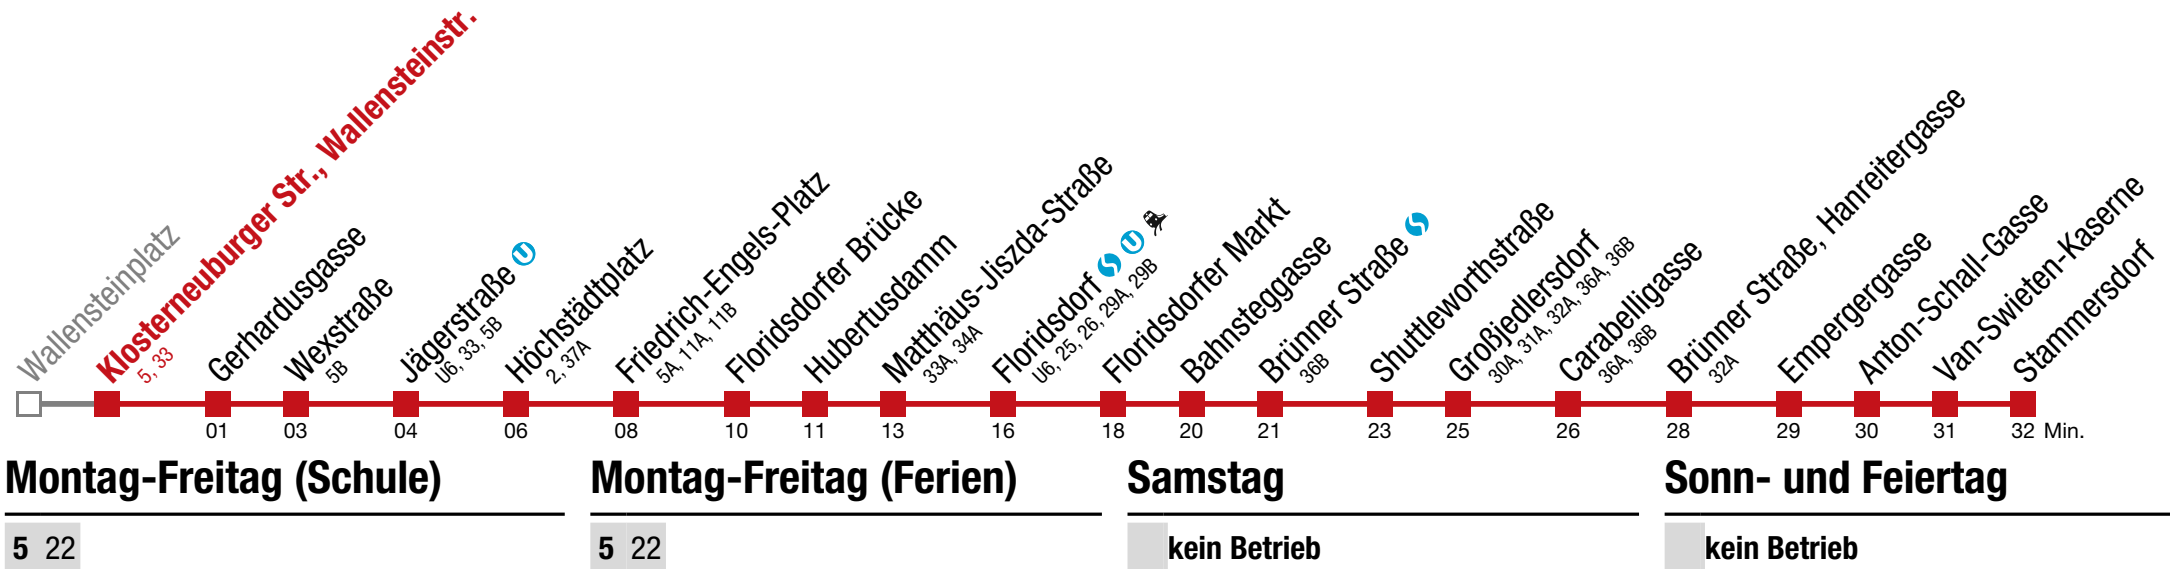 Wallensteinplatz
Klosterneuburger Str., Wallensteinstr.
5, 33
Gerhardusgasse
Wexstraße
5B
Jägerstraße
U6, 33, 5B
Höchstädtplatz
2, 37A
Friedrich-Engels-Platz
5A, 11A, 11B
Floridsdorfer Brücke
Hubertusdamm
Matthäus-Jiszda-Straße
33A, 34A
Floridsdorf
U6, 25, 26, 29A, 29B
Floridsdorfer Markt
Bahnsteggasse
Brünner Straße
36B
Shuttleworthstraße
Großjedlersdorf
30A, 31A, 32A, 36A, 36B
Carabelligasse
36A, 36B
Brünner Straße, Hanreitergasse
32A
Empergergasse
Anton-Schall-Gasse
Van-Swieten-Kaserne
Stammersdorf
01 03 04 06 08 10 11 13 16 18 20 21 23 25 26 28 29 30 31 32 Min.
Montag-Freitag (Schule) Montag-Freitag (Ferien) Samstag Sonn- und Feiertag
5 22 5 22 kein Betrieb kein Betrieb